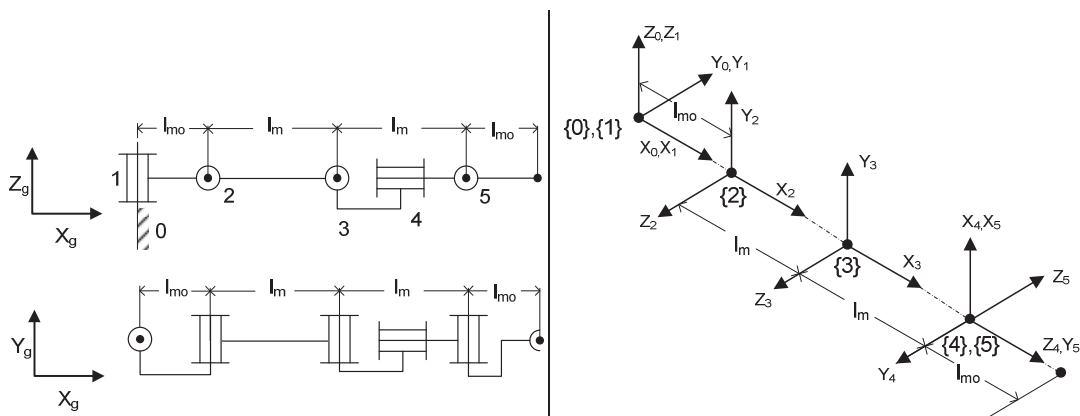 lmo lm lm lmo
1 2 3 4 5 0
Zg
Xg
lmo lm lm lmo
Yg
Xg
Z0,Z1
Y0,Y1
lmo
{0},{1}
X0,X1
Y2
X2
{2}
Z2
lm
Y3
{3}
X3
Z3
lm
X4,X5
Z5
{4},{5}
Z4,Y5
Y4
lmo